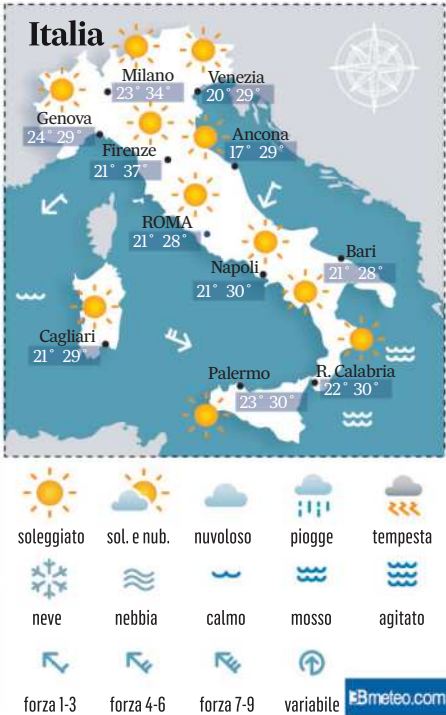 Italia
Milano
23° 34°
Venezia
20° 29°
Genova
24° 29°
Firenze
21° 37°
Ancona
17° 29°
ROMA
21° 28°
Napoli
21° 30°
Bari
21° 28°
Cagliari
21° 29°
Palermo
23° 30°
R. Calabria
22° 30°
soleggiato sol. e nub. nuvoloso piogge tempesta
neve nebbia calmo mosso agitato
forza 1-3 forza 4-6 forza 7-9 variabile
3Bmeteo.com